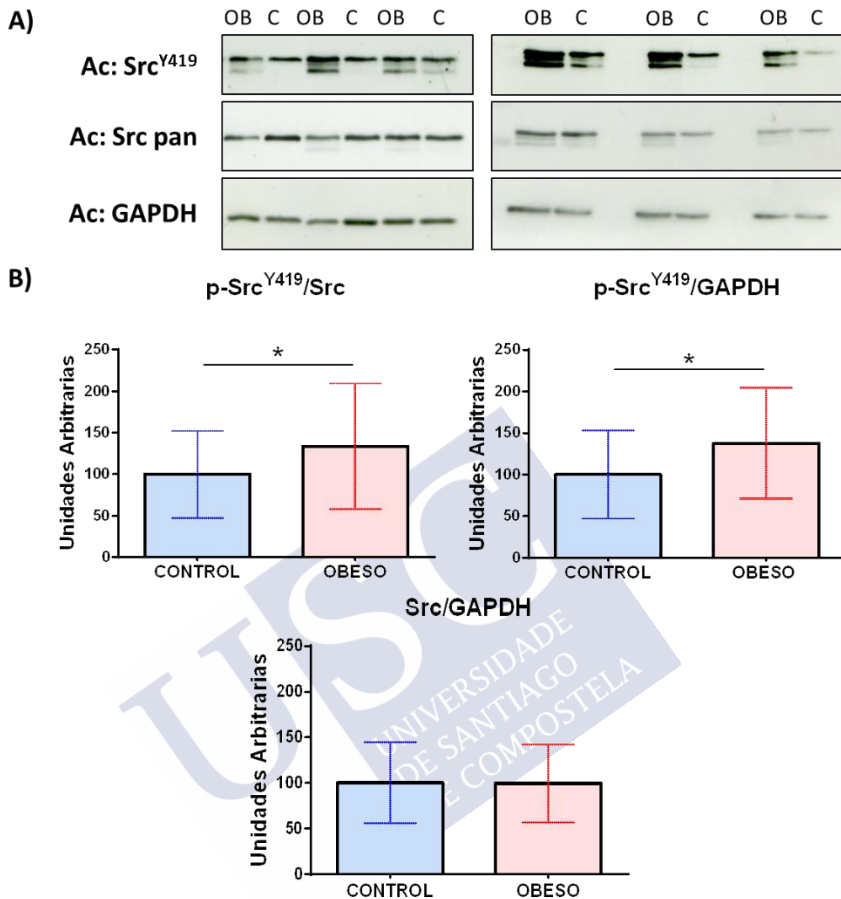 A)
OB C OB C OB C OB C OB C OB C
Ac: Src^Y419
Ac: Src pan
Ac: GAPDH
B)
p-Src^Y419/Src
Unidades Arbitrarias
250
200
150
100
50
0
*
CONTROL OBESO
p-Src^Y419/GAPDH
Unidades Arbitrarias
250
200
150
100
50
0
*
CONTROL OBESO
Src/GAPDH
Unidades Arbitrarias
250
200
150
100
50
0
CONTROL OBESO
USC
UNIVERSIDADE
DE SANTIAGO
DE COMPOSTELA